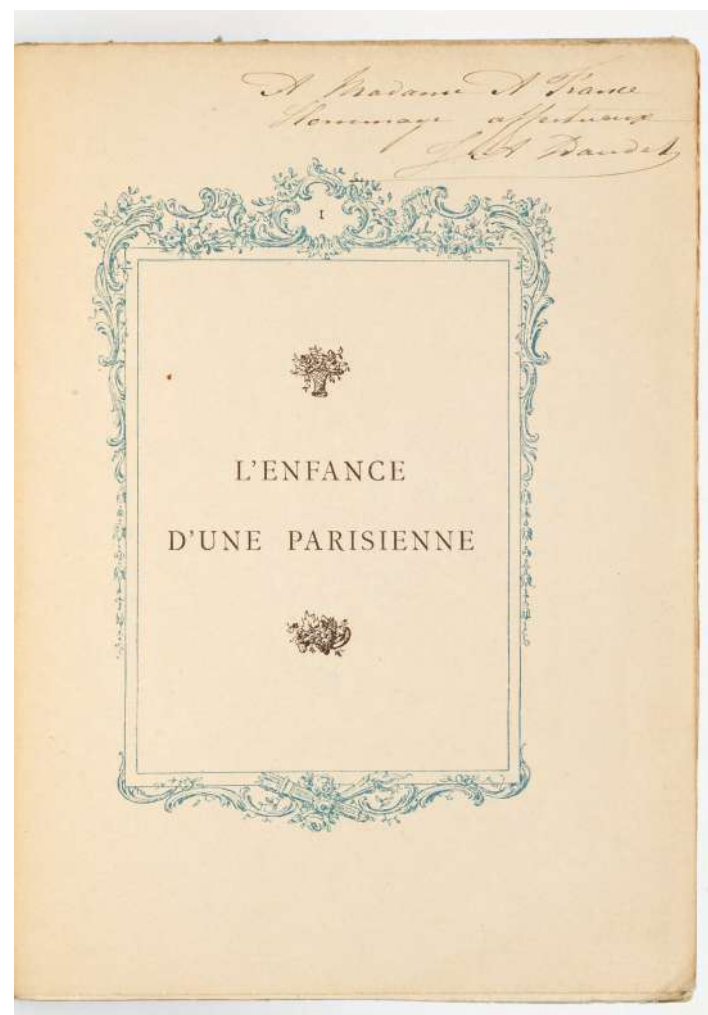 A Madame A France
Hommage affectueux
J. A Daudet
I
L'ENFANCE
D'UNE PARISIENNE